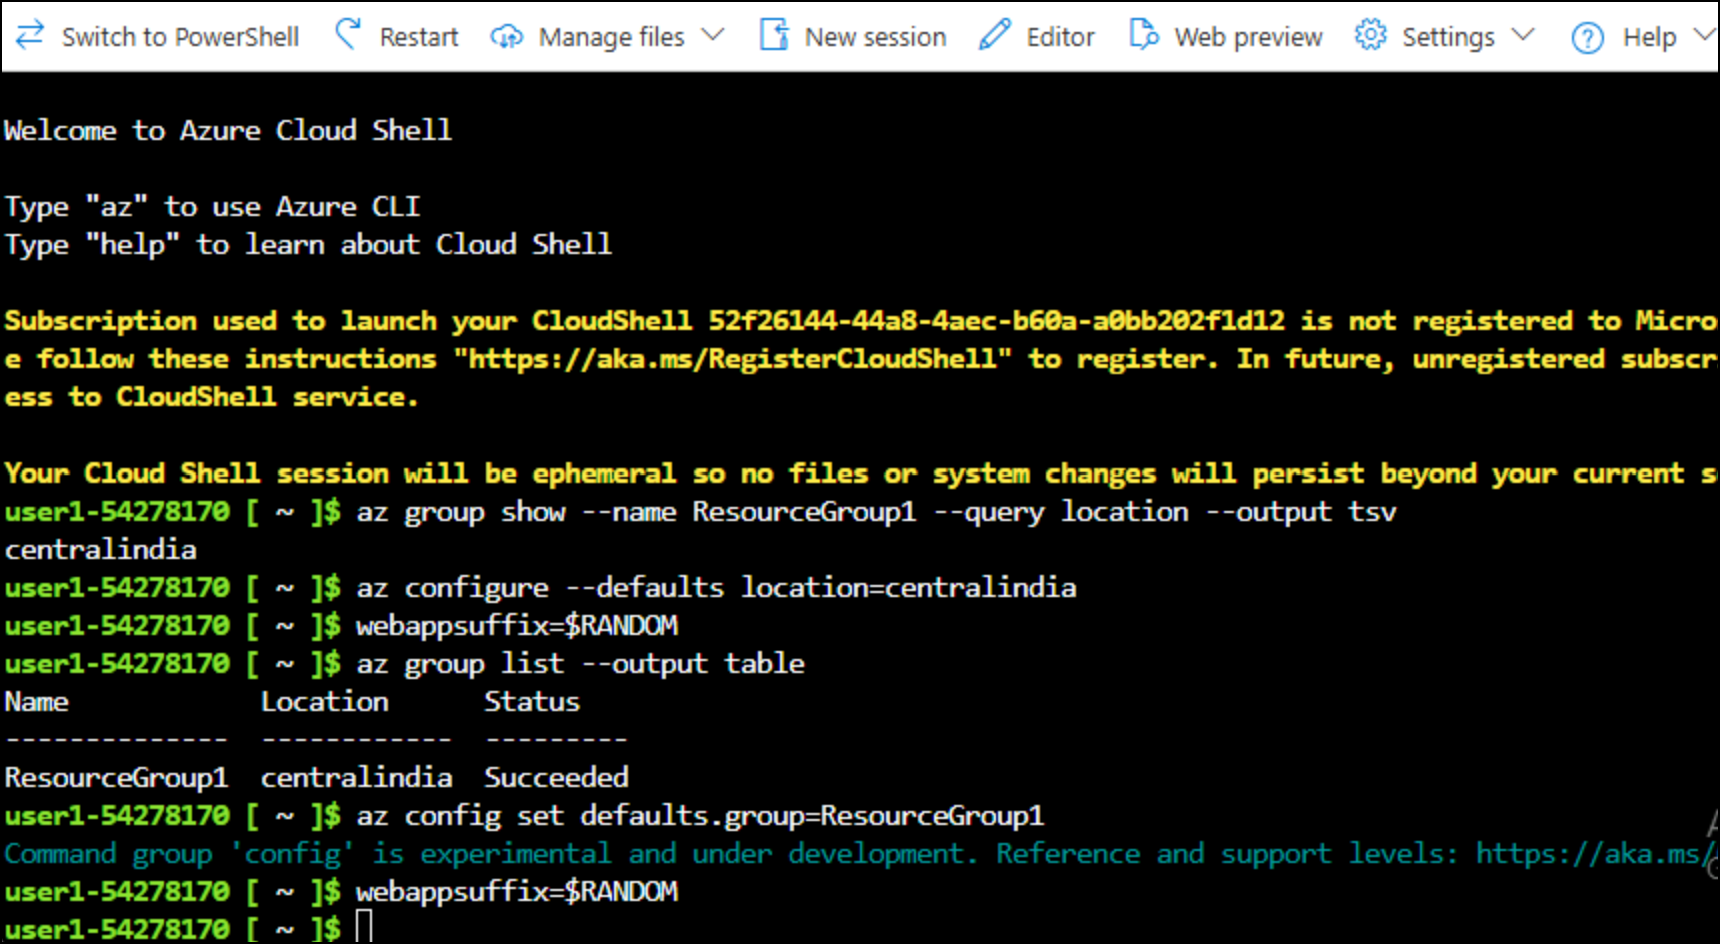 Switch to PowerShell Restart Manage files New session Editor Web preview Settings Help
Welcome to Azure Cloud Shell
Type "az" to use Azure CLI
Type "help" to learn about Cloud Shell
Subscription used to launch your CloudShell 52f26144-44a8-4aec-b60a-a0bb202f1d12 is not registered to Micro
e follow these instructions "https://aka.ms/RegisterCloudShell" to register. In future, unregistered subscr
ess to CloudShell service.
Your Cloud Shell session will be ephemeral so no files or system changes will persist beyond your current s
user1-54278170 [ ~ ]$ az group show --name ResourceGroup1 --query location --output tsv
centralindia
user1-54278170 [ ~ ]$ az configure --defaults location=centralindia
user1-54278170 [ ~ ]$ webappsuffix=$RANDOM
user1-54278170 [ ~ ]$ az group list --output table
Name Location Status
-------------- ------------ ---------
ResourceGroup1 centralindia Succeeded
user1-54278170 [ ~ ]$ az config set defaults.group=ResourceGroup1
Command group 'config' is experimental and under development. Reference and support levels: https://aka.ms/
user1-54278170 [ ~ ]$ webappsuffix=$RANDOM
user1-54278170 [ ~ ]$